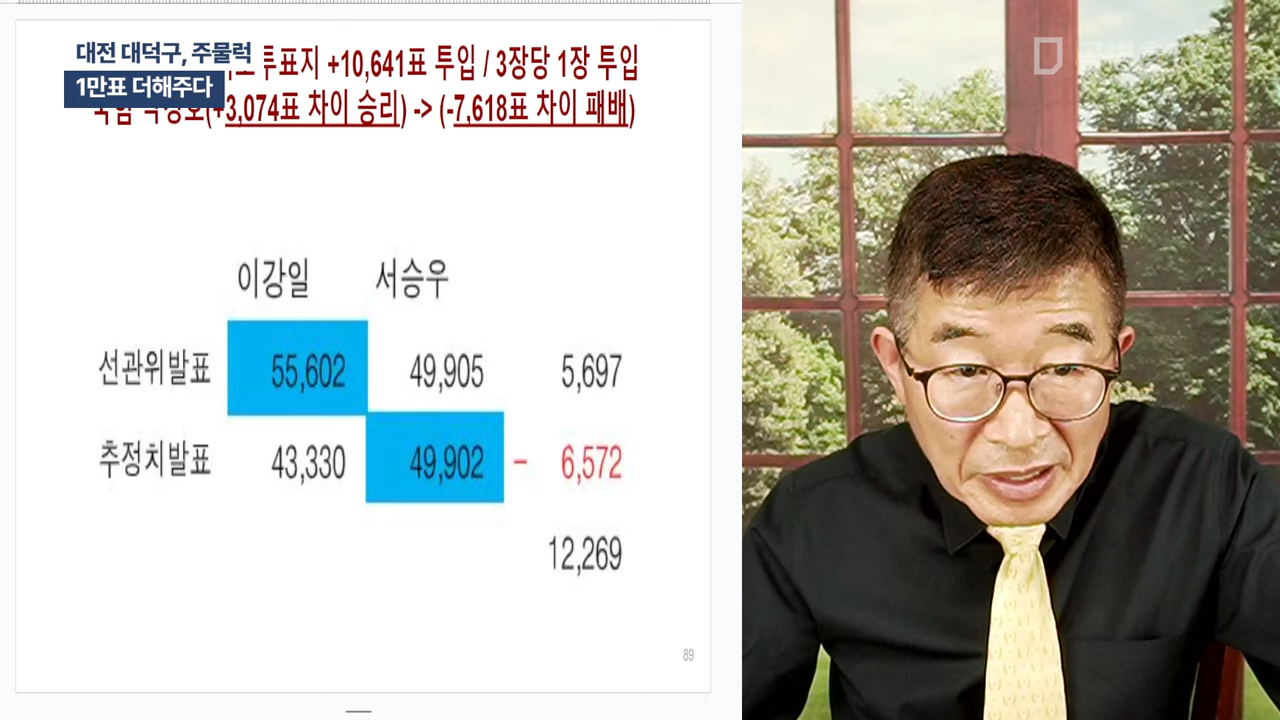 대전 대덕구, 주물럭
1만표 더해주다
투표지 +10,641표 투입 / 3장당 1장 투입
(+3,074표 차이 승리) -> (-7,618표 차이 패배)
이강일 서승우
선관위발표 55,602 49,905 5,697
추정치발표 43,330 49,902 - 6,572
12,269
89